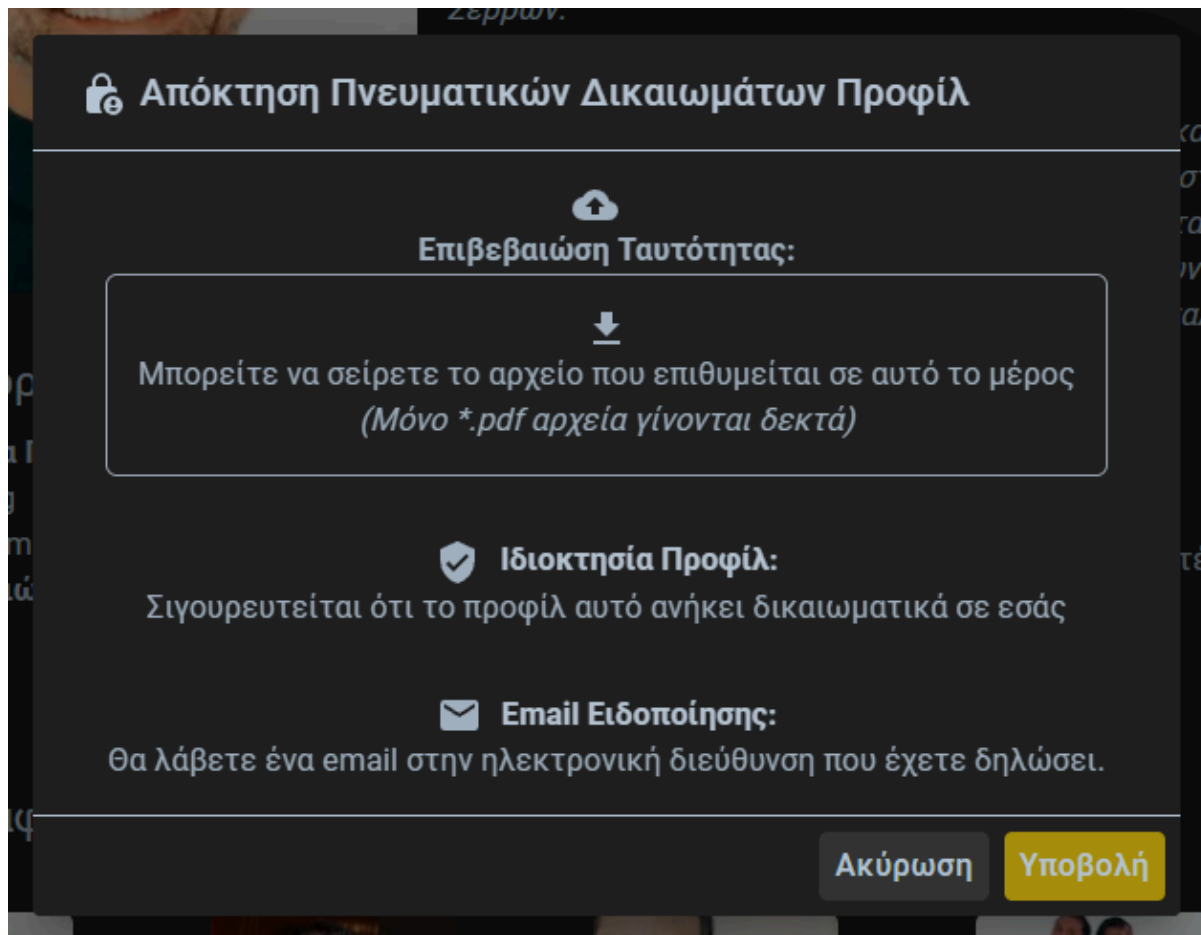 Σερρών.
Απόκτηση Πνευματικών Δικαιωμάτων Προφίλ
Επιβεβαιώση Ταυτότητας:
Μπορείτε να σείρετε το αρχείο που επιθυμείται σε αυτό το μέρος
(Μόνο *.pdf αρχεία γίνονται δεκτά)
Ιδιοκτησία Προφίλ:
Σιγουρευτείται ότι το προφίλ αυτό ανήκει δικαιωματικά σε εσάς
Email Ειδοποίησης:
Θα λάβετε ένα email στην ηλεκτρονική διεύθυνση που έχετε δηλώσει.
Ακύρωση
Υποβολή